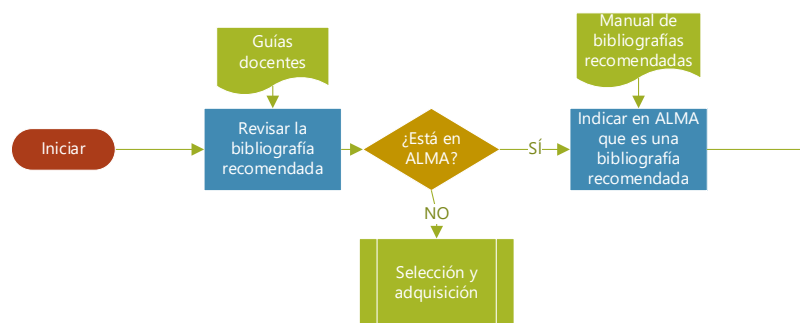 Guías
docentes
Manual de
bibliografías
recomendadas
Iniciar
Revisar la
bibliografía
recomendada
¿Está en
ALMA?
SÍ
Indicar en ALMA
que es una
bibliografía
recomendada
NO
Selección y
adquisición